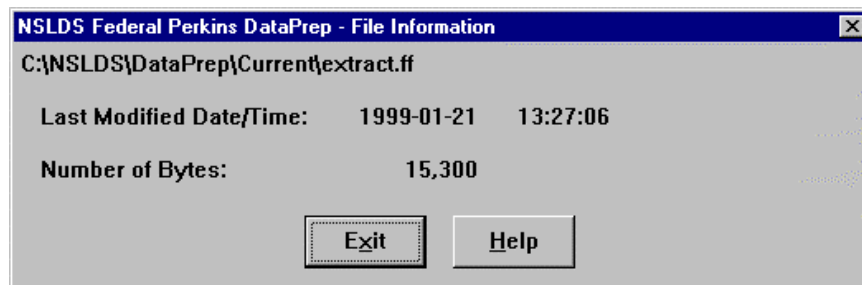 NSLDS Federal Perkins DataPrep - File Information
C:\NSLDS\DataPrep\Current\extract.ff
Last Modified Date/Time: 1999-01-21 13:27:06
Number of Bytes: 15,300
Exit Help